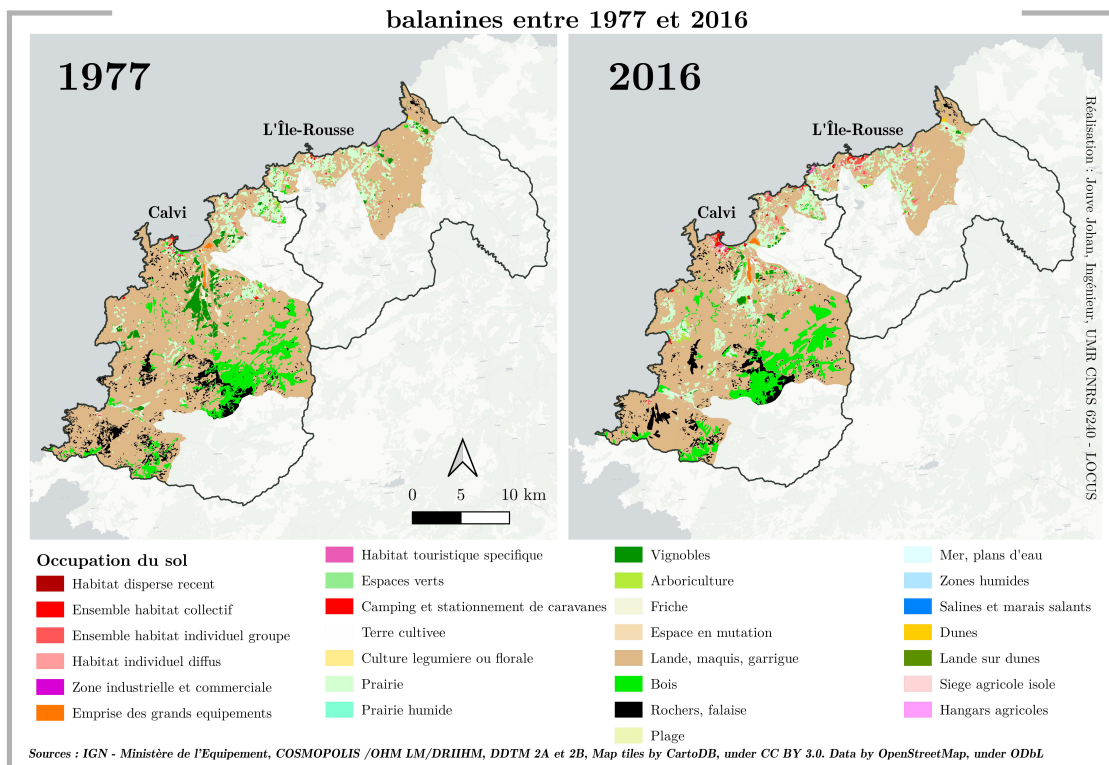 balanines entre 1977 et 2016
1977
2016
L'Île-Rousse
Calvi
L'Île-Rousse
Calvi
0 5 10 km
Réalisation : Jouve Johan, Ingénieur, UMR CNRS 6240 - LOCUS
Occupation du sol
Habitat disperse recent
Ensemble habitat collectif
Ensemble habitat individuel groupe
Habitat individuel diffus
Zone industrielle et commerciale
Emprise des grands equipements
Habitat touristique specifique
Espaces verts
Camping et stationnement de caravanes
Terre cultivee
Culture legumiere ou florale
Prairie
Prairie humide
Vignobles
Arboriculture
Friche
Espace en mutation
Lande, maquis, garrigue
Bois
Rochers, falaise
Plage
Mer, plans d'eau
Zones humides
Salines et marais salants
Dunes
Lande sur dunes
Siege agricole isole
Hangars agricoles
Sources : IGN - Ministère de l'Equipement, COSMOPOLIS /OHM LM/DRIIHM, DDTM 2A et 2B, Map tiles by CartoDB, under CC BY 3.0. Data by OpenStreetMap, under ODbL